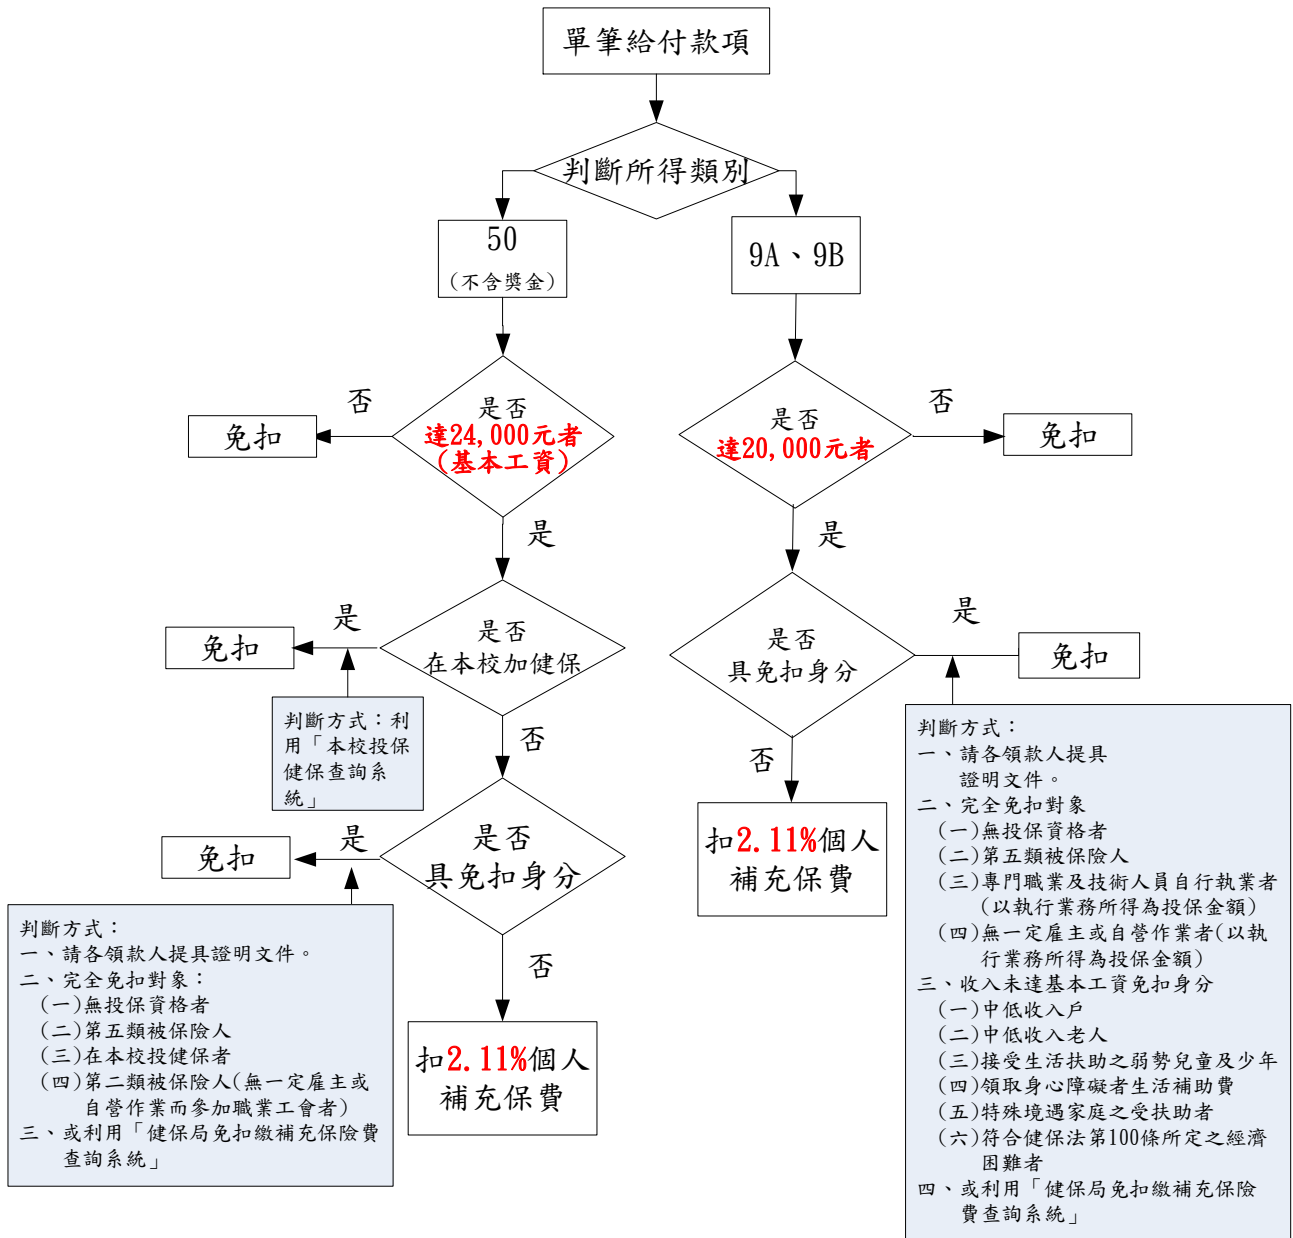 單筆給付款項
判斷所得類別
50
(不含獎金)
9A、9B
是否
達24,000元者
(基本工資)
否
免扣
是
是否
達20,000元者
否
免扣
是
是否
在本校加健保
是
免扣
判斷方式：利
用「本校投保
健保查詢系
統」
否
是否
具免扣身分
是
免扣
否
扣2.11%個人
補充保費
是否
具免扣身分
是
免扣
判斷方式：
一、請各領款人提具證明文件。
二、完全免扣對象：
(一)無投保資格者
(二)第五類被保險人
(三)在本校投健保者
(四)第二類被保險人(無一定雇主或
自營作業而參加職業工會者)
三、或利用「健保局免扣繳補充保險費
查詢系統」
否
扣2.11%個人
補充保費
判斷方式：
一、請各領款人提具
證明文件。
二、完全免扣對象
(一)無投保資格者
(二)第五類被保險人
(三)專門職業及技術人員自行執業者
(以執行業務所得為投保金額)
(四)無一定雇主或自營作業者(以執
行業務所得為投保金額)
三、收入未達基本工資免扣身分
(一)中低收入戶
(二)中低收入老人
(三)接受生活扶助之弱勢兒童及少年
(四)領取身心障礙者生活補助費
(五)特殊境遇家庭之受扶助者
(六)符合健保法第100條所定之經濟
困難者
四、或利用「健保局免扣繳補充保險
費查詢系統」